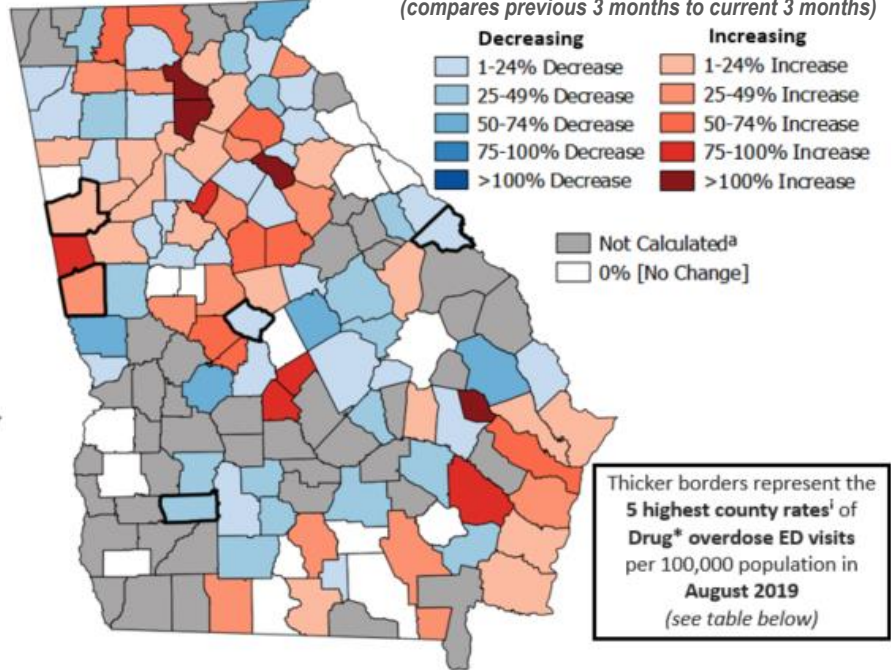 (compares previous 3 months to current 3 months)
Decreasing
1-24% Decrease
25-49% Decrease
50-74% Decrease
75-100% Decrease
>100% Decrease
Increasing
1-24% Increase
25-49% Increase
50-74% Increase
75-100% Increase
>100% Increase
Not Calculatedᵃ
0% [No Change]
Thicker borders represent the
5 highest county ratesⁱ of
Drug* overdose ED visits
per 100,000 population in
August 2019
(see table below)